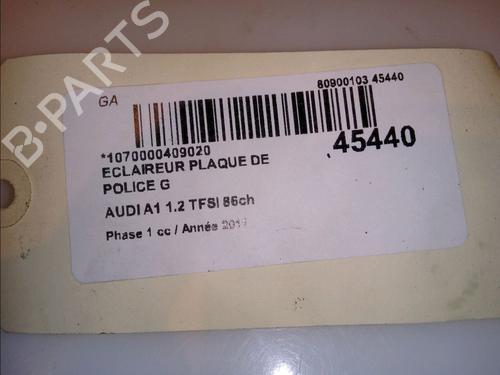 GA
80900103 45440
*1070000409020
45440
ECLAIREUR PLAQUE DE
POLICE G
AUDI A1 1.2 TFSI 86ch
Phase 1 cc / Année
B-PARTS